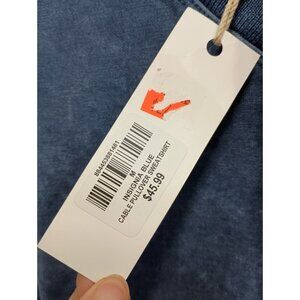 M
INSIGNIA BLUE
CABLE PULLOVER SWEATSHIRT
$45.99